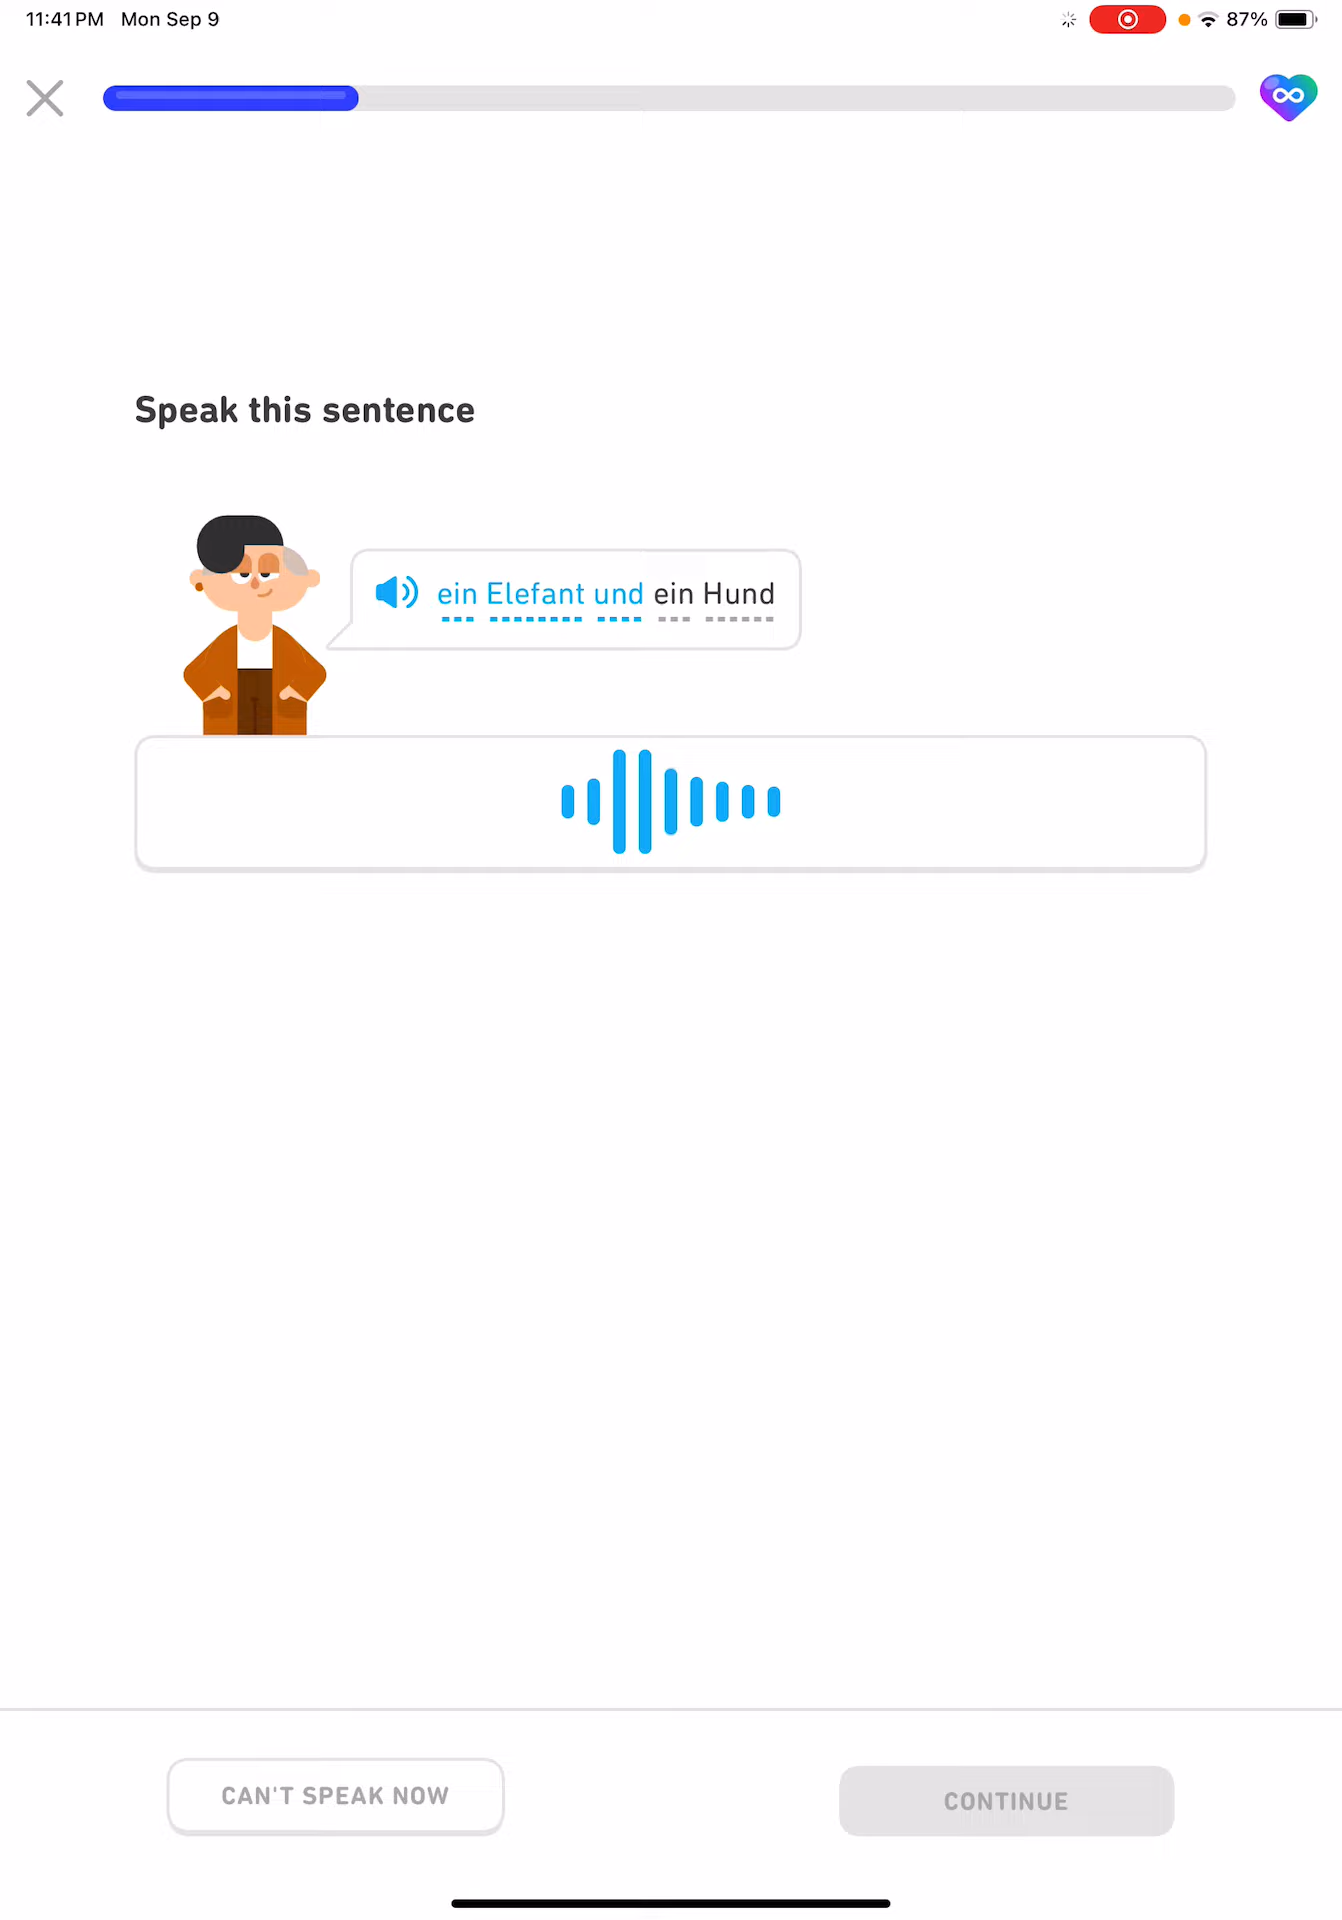 11:41 PM Mon Sep 9
87%
Speak this sentence
ein Elefant und ein Hund
CAN'T SPEAK NOW
CONTINUE